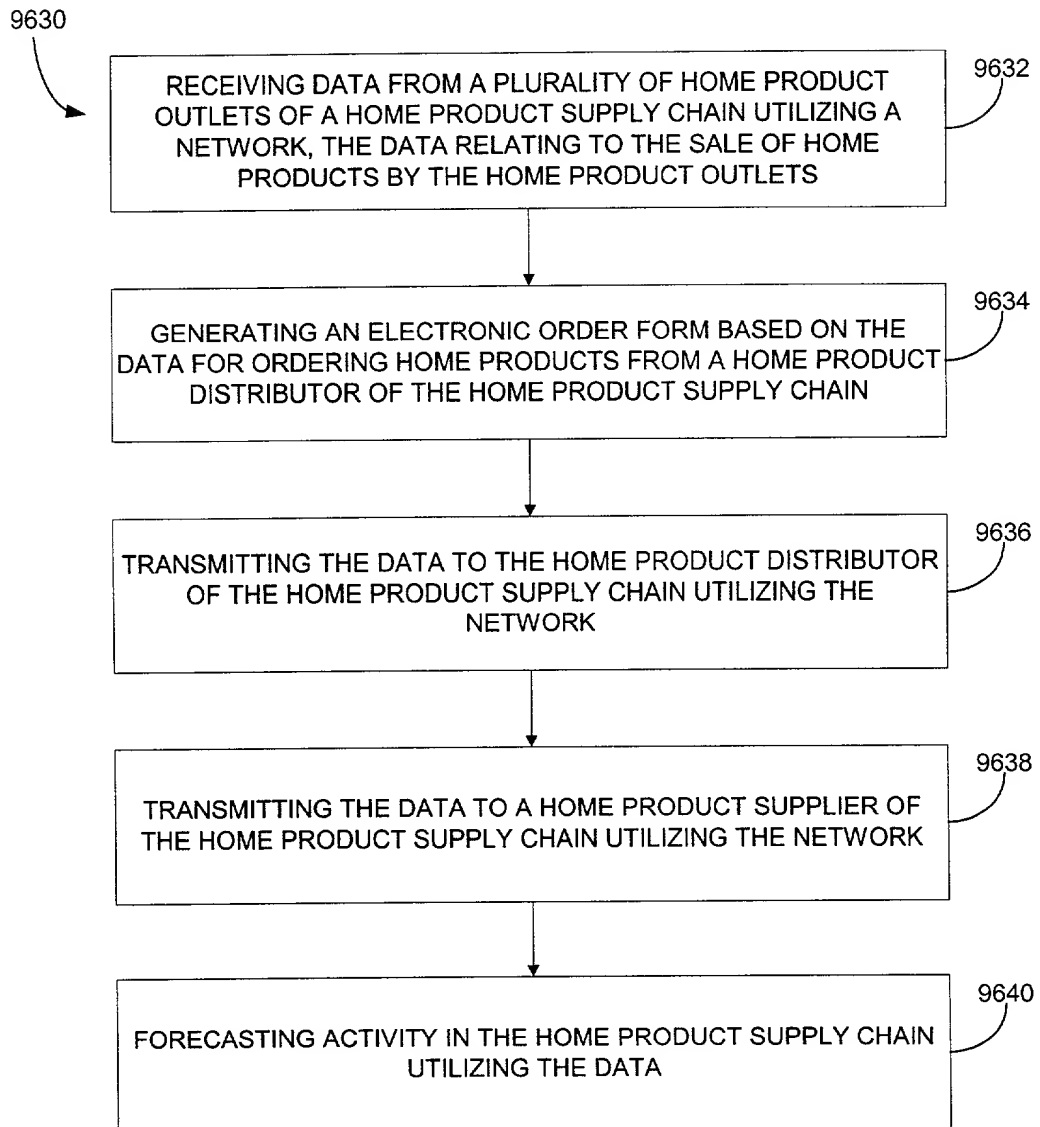 9630
9632
RECEIVING DATA FROM A PLURALITY OF HOME PRODUCT
OUTLETS OF A HOME PRODUCT SUPPLY CHAIN UTILIZING A
NETWORK, THE DATA RELATING TO THE SALE OF HOME
PRODUCTS BY THE HOME PRODUCT OUTLETS
9634
GENERATING AN ELECTRONIC ORDER FORM BASED ON THE
DATA FOR ORDERING HOME PRODUCTS FROM A HOME PRODUCT
DISTRIBUTOR OF THE HOME PRODUCT SUPPLY CHAIN
9636
TRANSMITTING THE DATA TO THE HOME PRODUCT DISTRIBUTOR
OF THE HOME PRODUCT SUPPLY CHAIN UTILIZING THE
NETWORK
9638
TRANSMITTING THE DATA TO A HOME PRODUCT SUPPLIER OF
THE HOME PRODUCT SUPPLY CHAIN UTILIZING THE NETWORK
9640
FORECASTING ACTIVITY IN THE HOME PRODUCT SUPPLY CHAIN
UTILIZING THE DATA